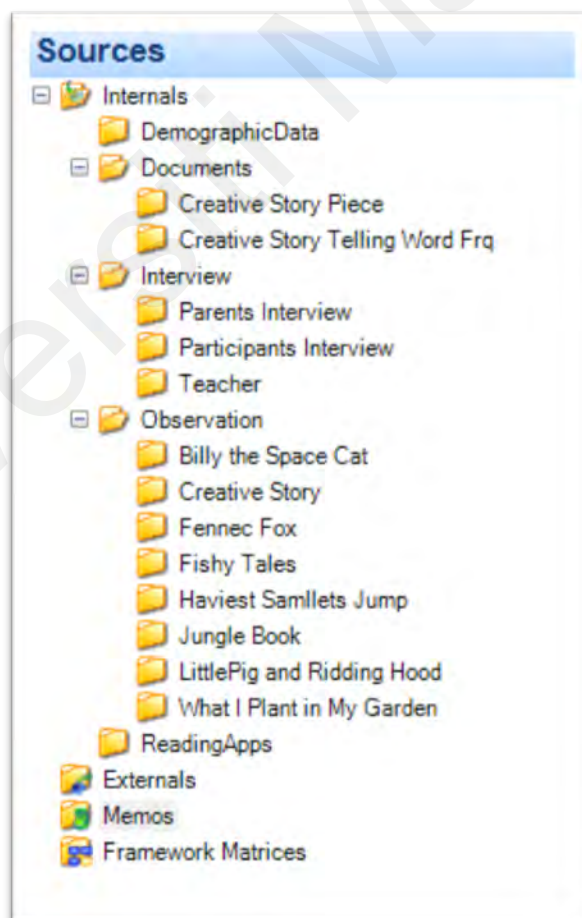 Sources
Internals
DemographicData
Documents
Creative Story Piece
Creative Story Telling Word Frq
Interview
Parents Interview
Participants Interview
Teacher
Observation
Billy the Space Cat
Creative Story
Fennec Fox
Fishy Tales
Haviest Samllets Jump
Jungle Book
LittlePig and Ridding Hood
What I Plant in My Garden
ReadingApps
Externals
Memos
Framework Matrices